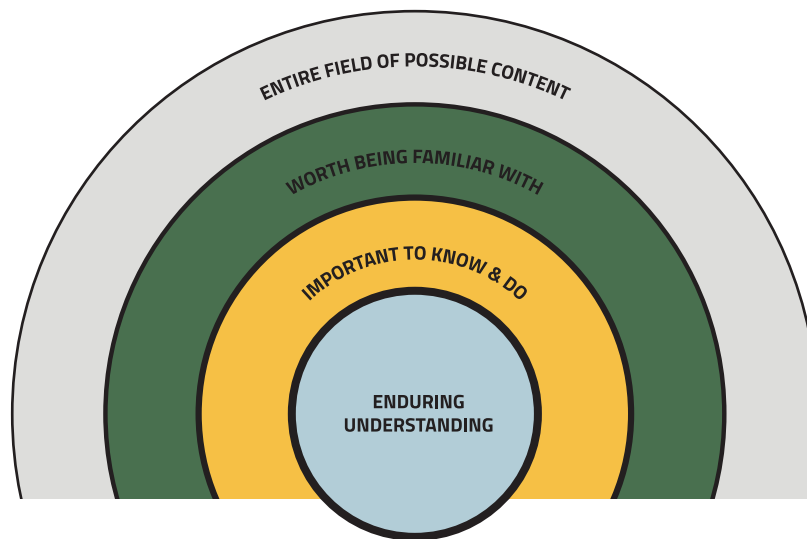 ENTIRE FIELD OF POSSIBLE CONTENT
WORTH BEING FAMILIAR WITH
IMPORTANT TO KNOW & DO
ENDURING
UNDERSTANDING